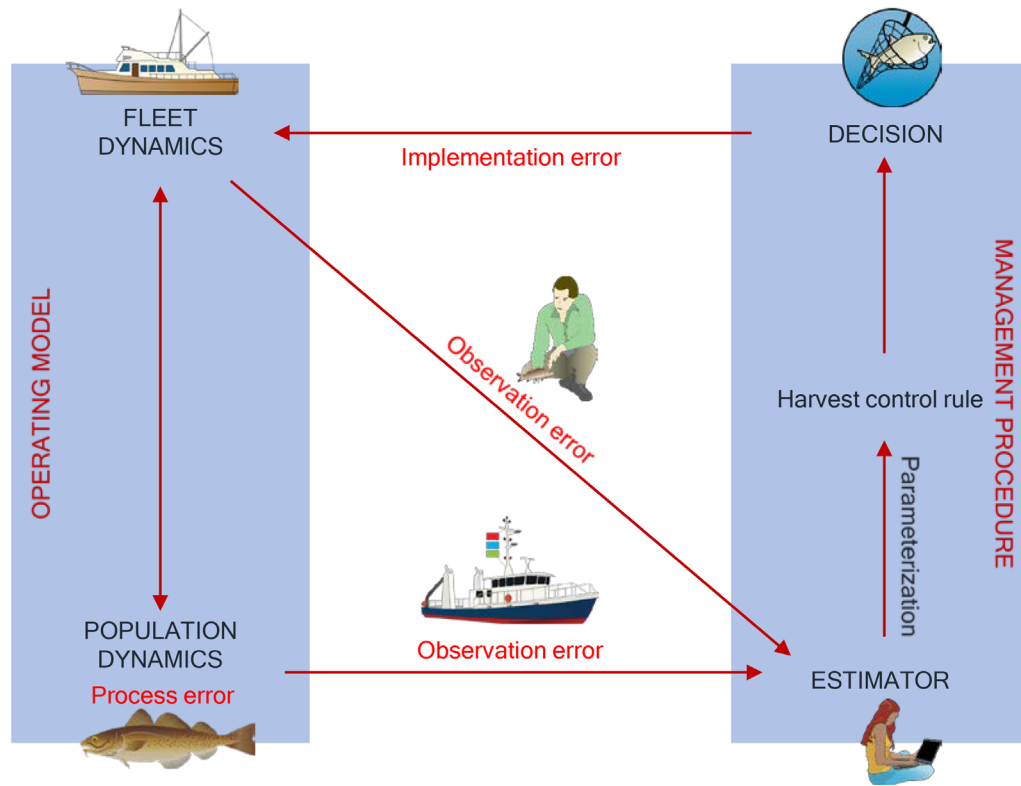 FLEET
DYNAMICS
DECISION
Implementation error
OPERATING MODEL
MANAGEMENT PROCEDURE
Observation error
Harvest control rule
Parameterization
POPULATION
DYNAMICS
Process error
Observation error
ESTIMATOR